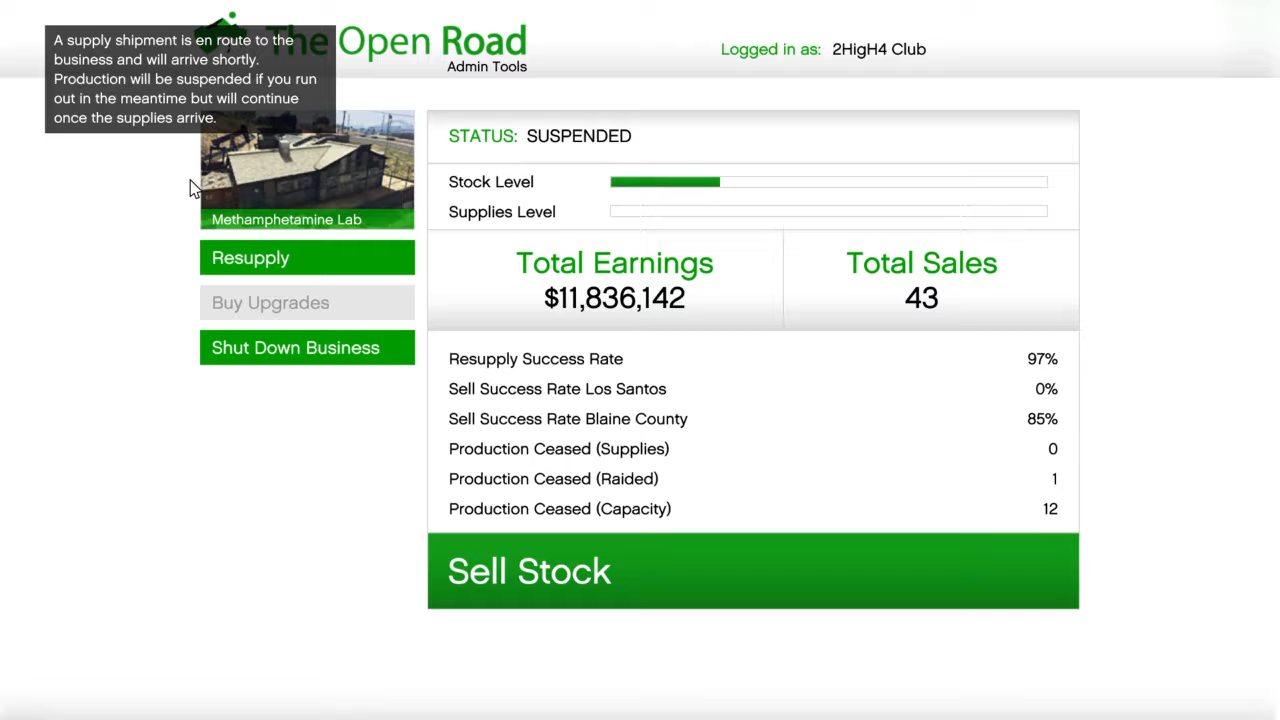 A supply shipment is en route to the
business and will arrive shortly.
Production will be suspended if you run
out in the meantime but will continue
once the supplies arrive.
The Open Road
Admin Tools
Logged in as: 2HigH4 Club
Methamphetamine Lab
Resupply
Buy Upgrades
Shut Down Business
STATUS: SUSPENDED
Stock Level
Supplies Level
Total Earnings
$11,836,142
Total Sales
43
Resupply Success Rate 97%
Sell Success Rate Los Santos 0%
Sell Success Rate Blaine County 85%
Production Ceased (Supplies) 0
Production Ceased (Raided) 1
Production Ceased (Capacity) 12
Sell Stock